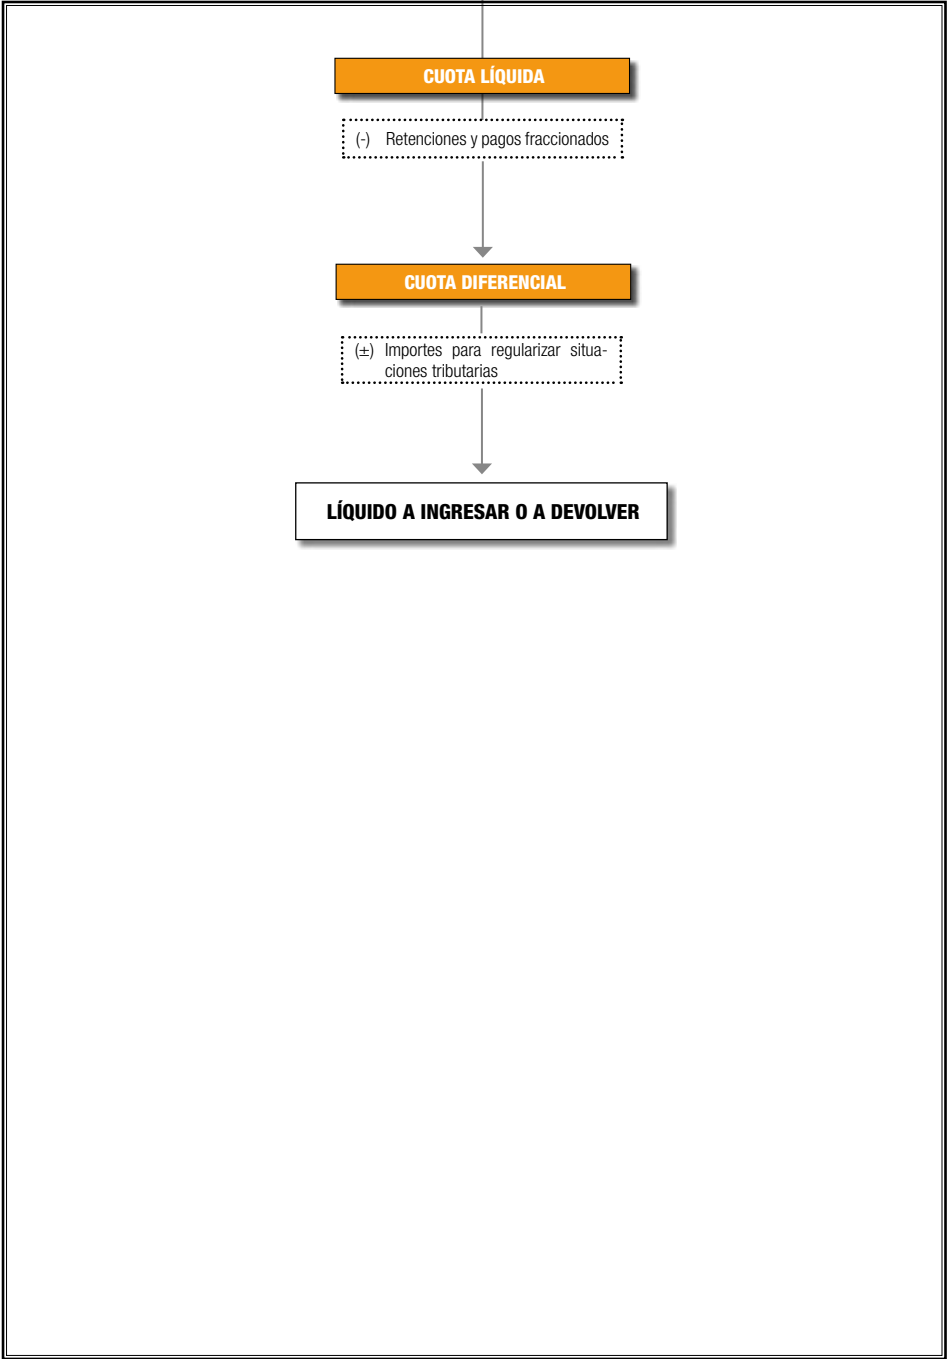 CUOTA LÍQUIDA
(-) Retenciones y pagos fraccionados
CUOTA DIFERENCIAL
(±) Importes para regularizar situa-
ciones tributarias
LÍQUIDO A INGRESAR O A DEVOLVER